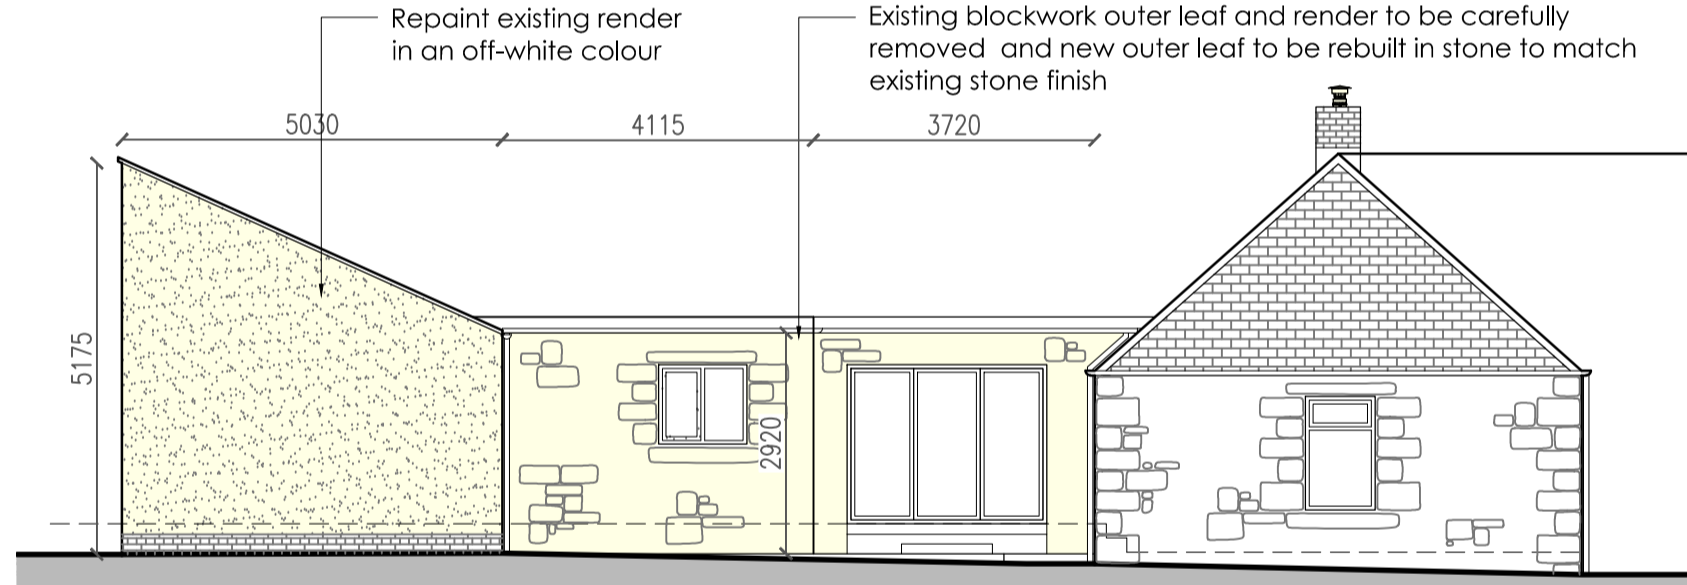 Repaint existing render
in an off-white colour
Existing blockwork outer leaf and render to be carefully
removed and new outer leaf to be rebuilt in stone to match
existing stone finish
5030
4115
3720
5175
2920